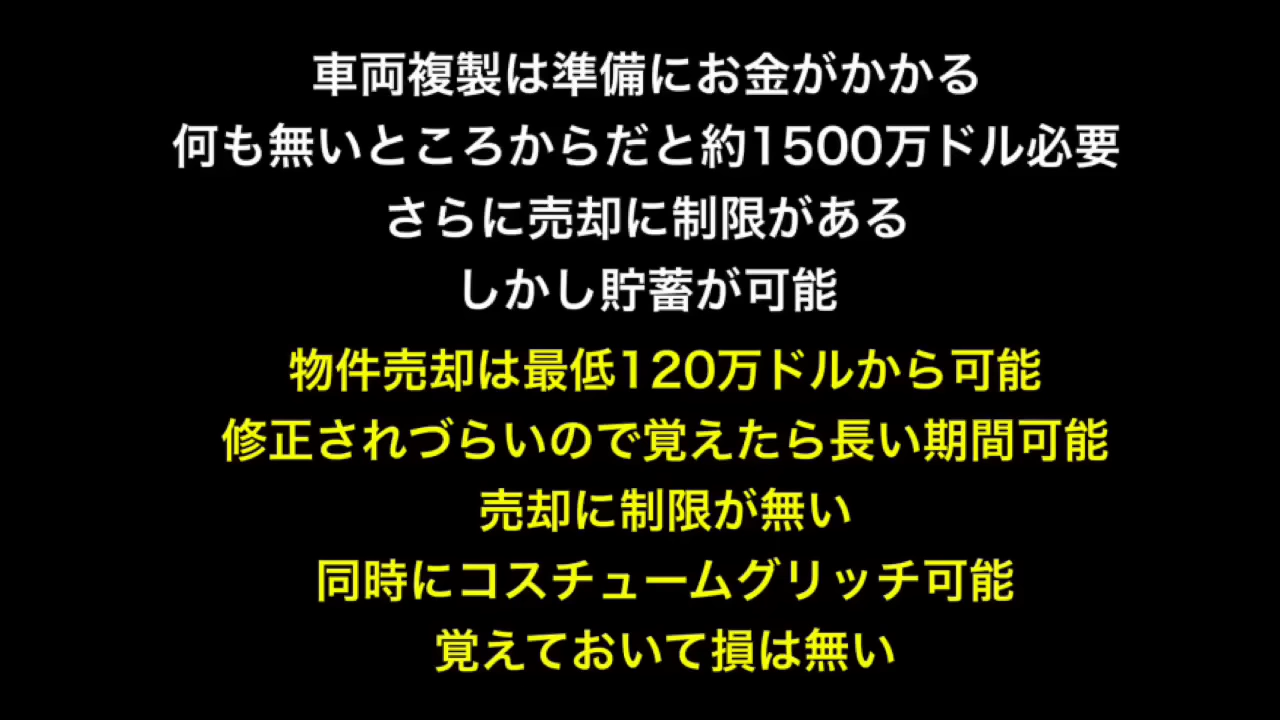 車両複製は準備にお金がかかる
何も無いところからだと約1500万ドル必要
さらに売却に制限がある
しかし貯蓄が可能
物件売却は最低120万ドルから可能
修正されづらいので覚えたら長い期間可能
売却に制限が無い
同時にコスチュームグリッチ可能
覚えておいて損は無い